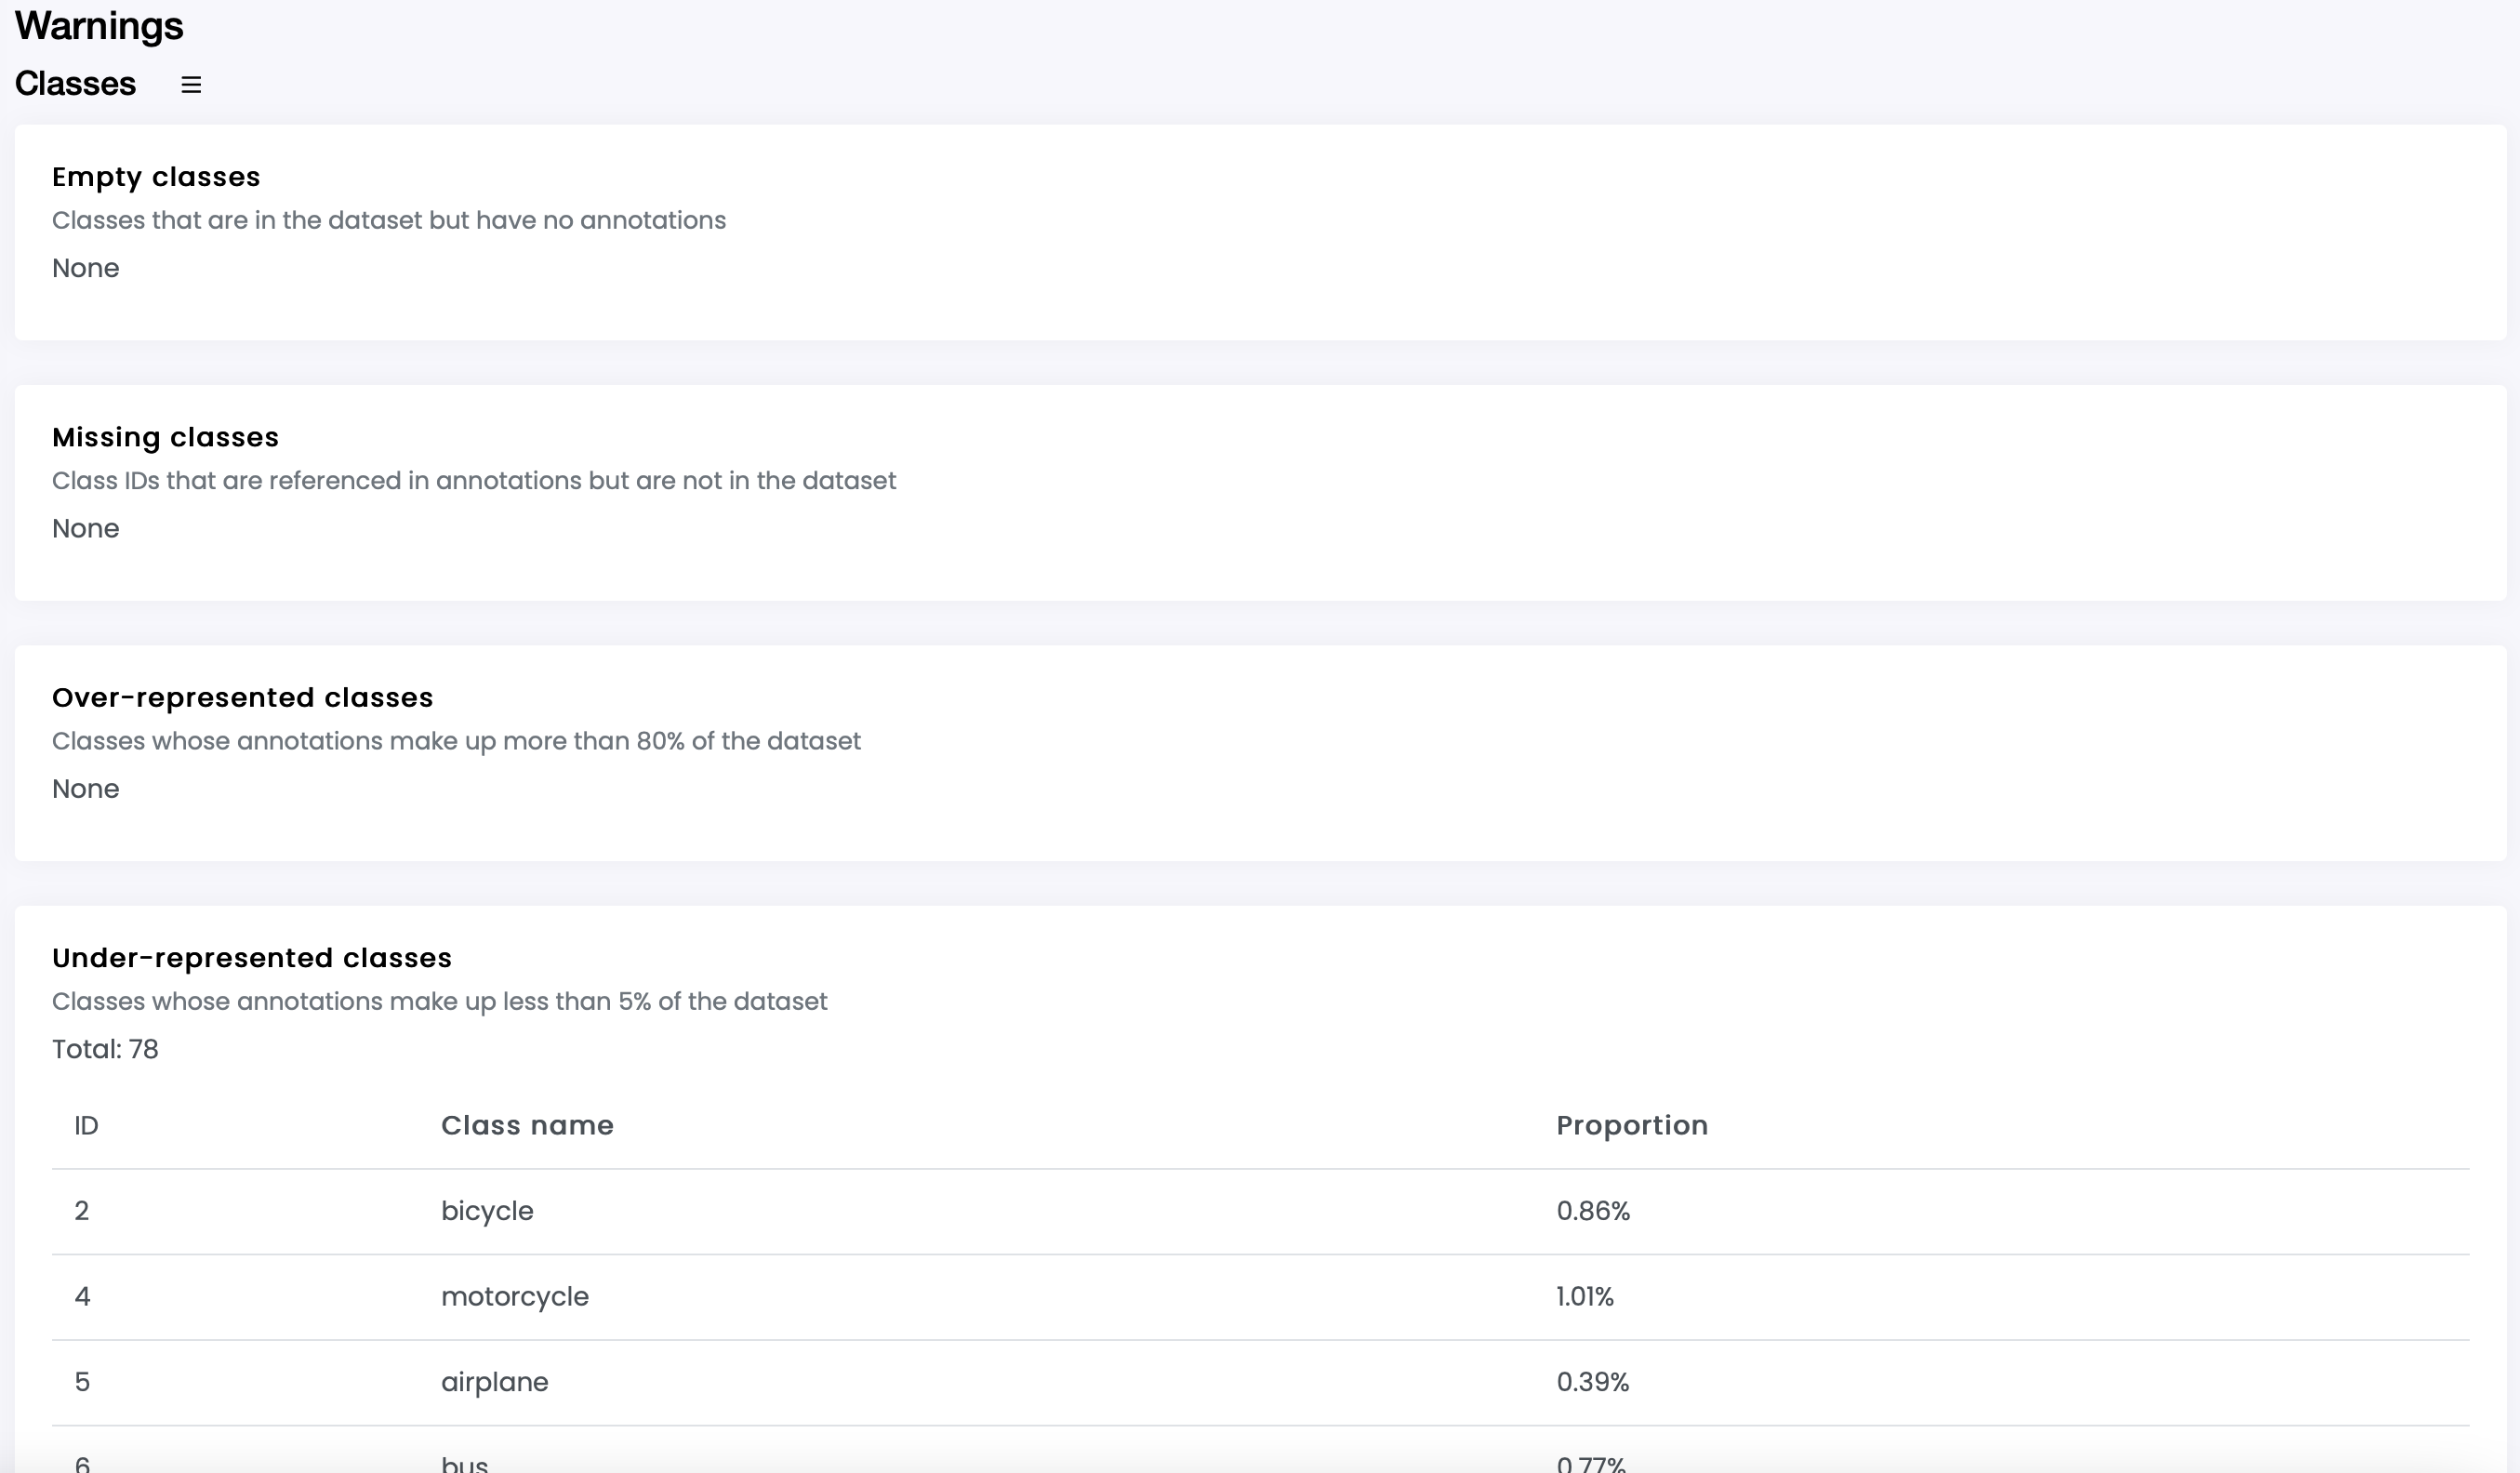 Warnings
Classes
Empty classes
Classes that are in the dataset but have no annotations
None
Missing classes
Class IDs that are referenced in annotations but are not in the dataset
None
Over-represented classes
Classes whose annotations make up more than 80% of the dataset
None
Under-represented classes
Classes whose annotations make up less than 5% of the dataset
Total: 78
ID Class name Proportion
2 bicycle 0.86%
4 motorcycle 1.01%
5 airplane 0.39%
6 bus 0.77%